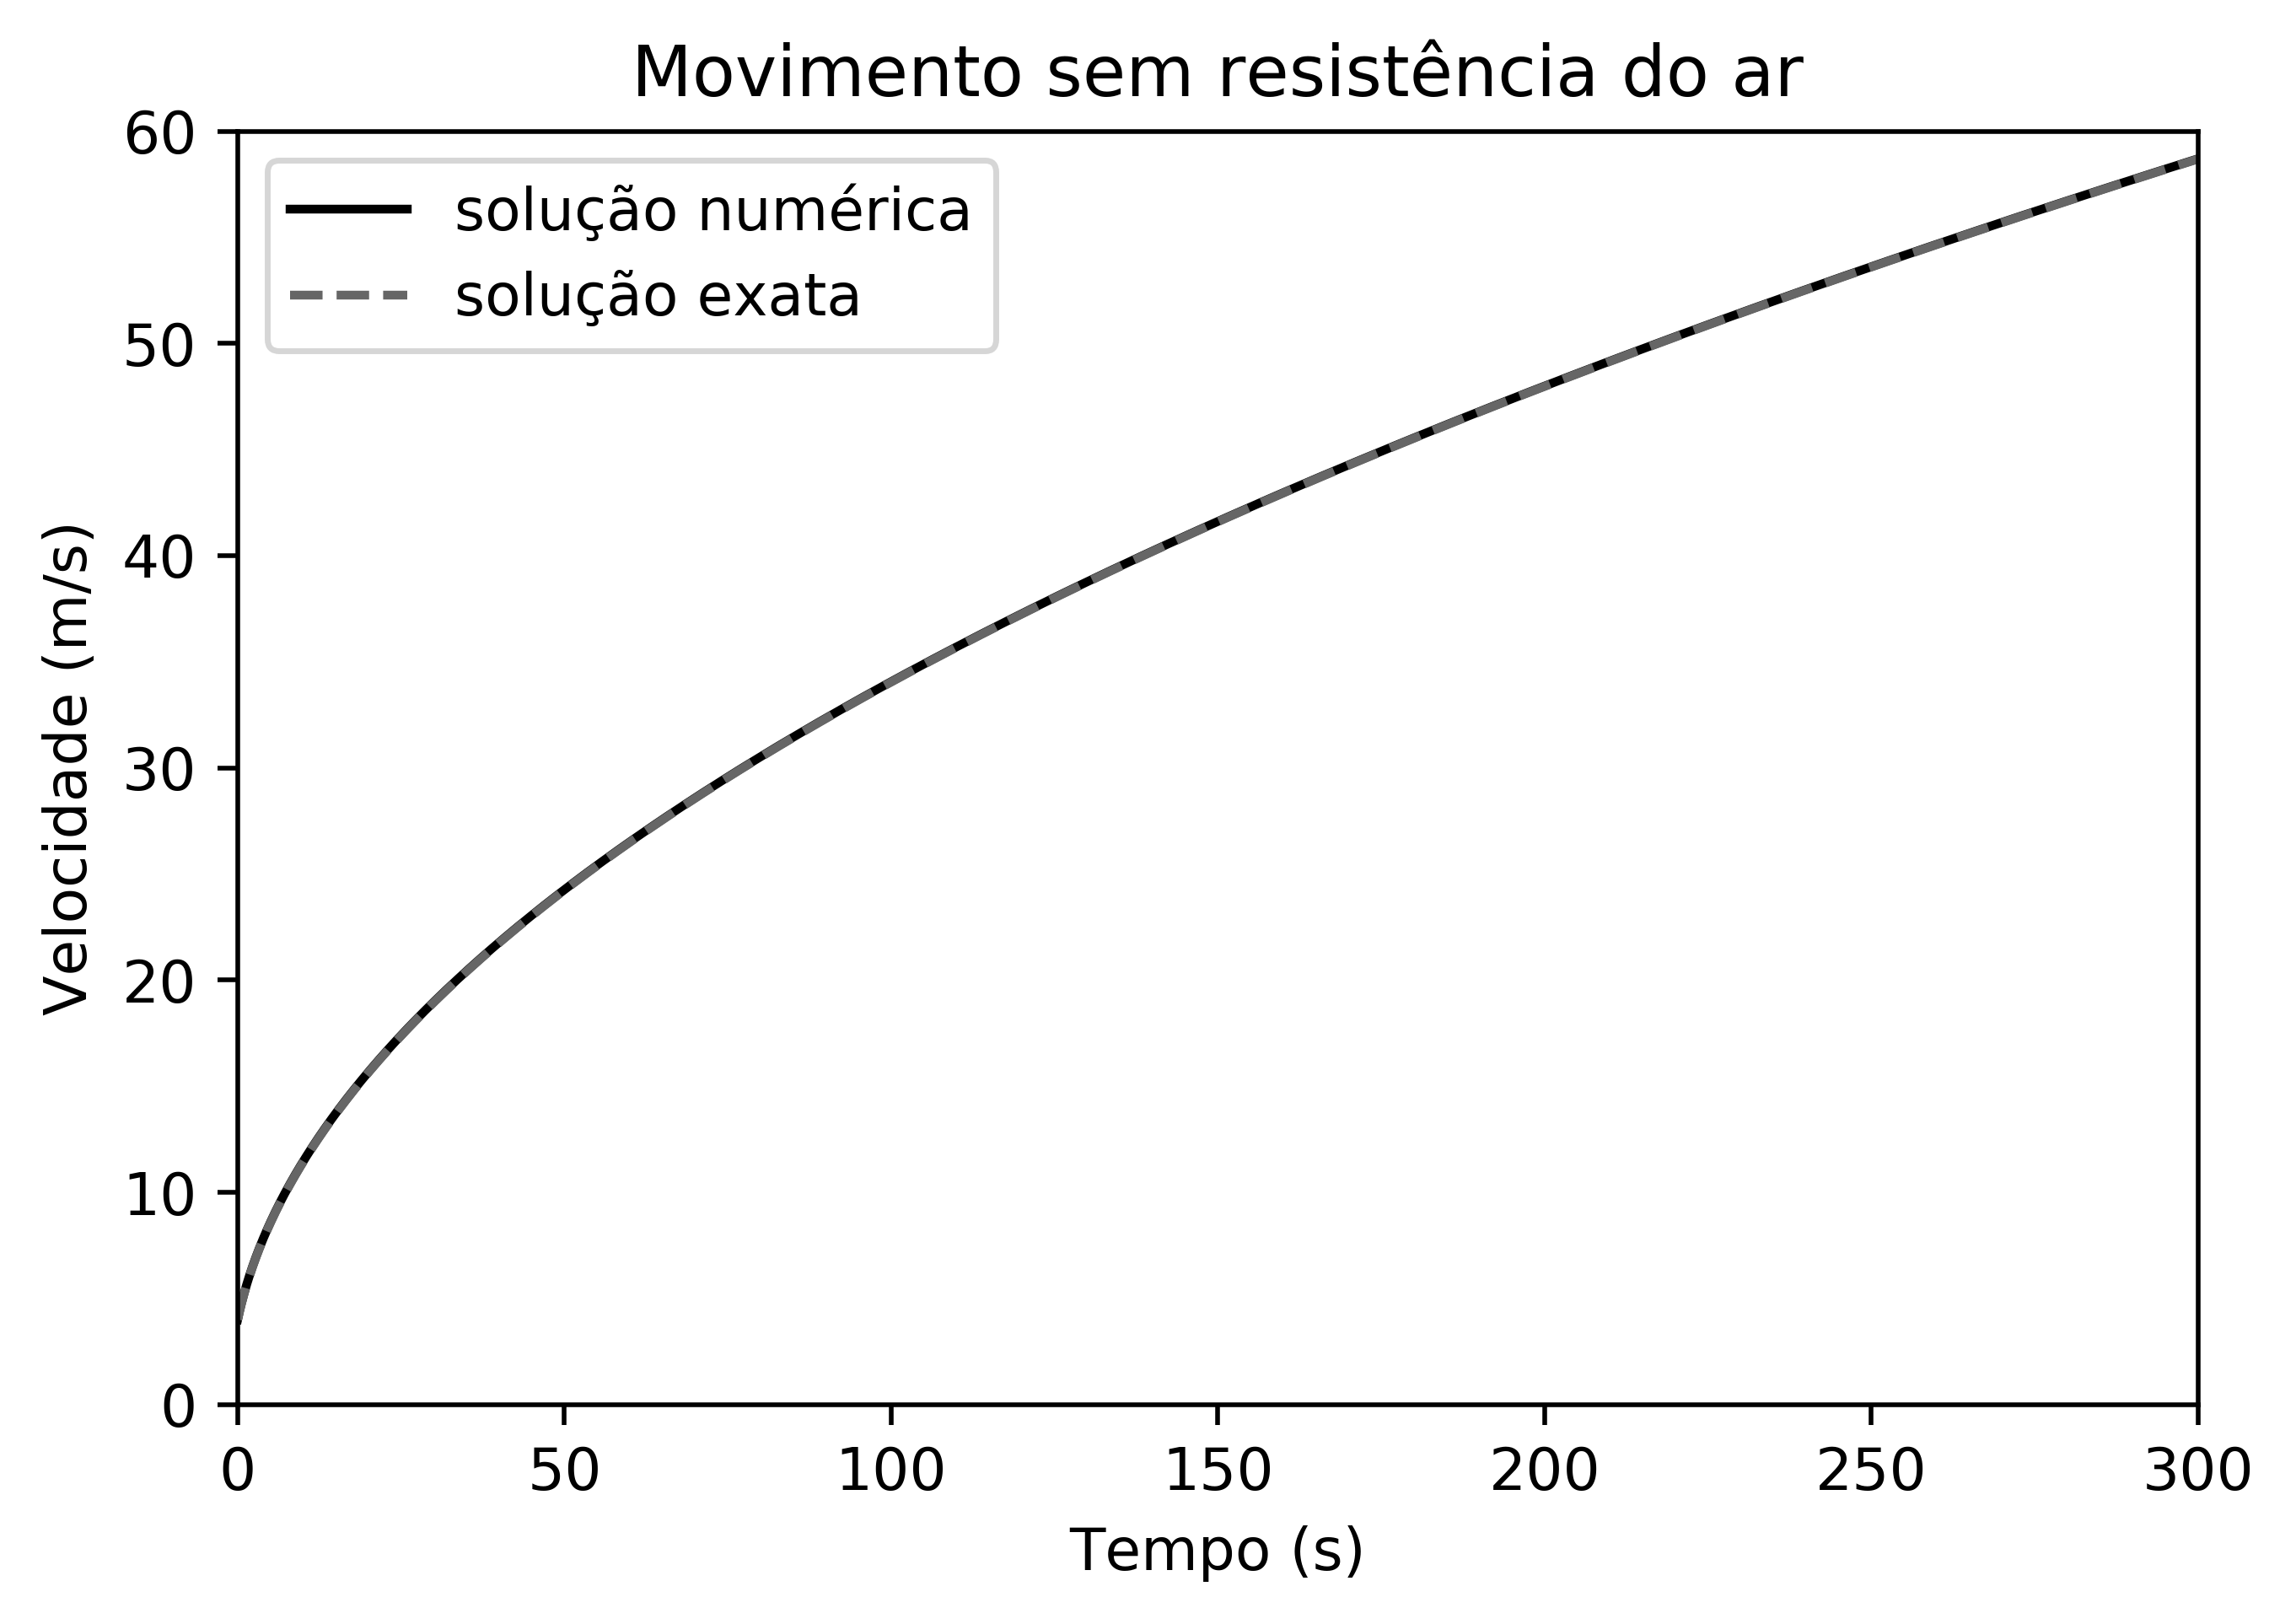 Movimento sem resistência do ar
60
50
40
30
20
10
0
Velocidade (m/s)
solução numérica
solução exata
0 50 100 150 200 250 300
Tempo (s)